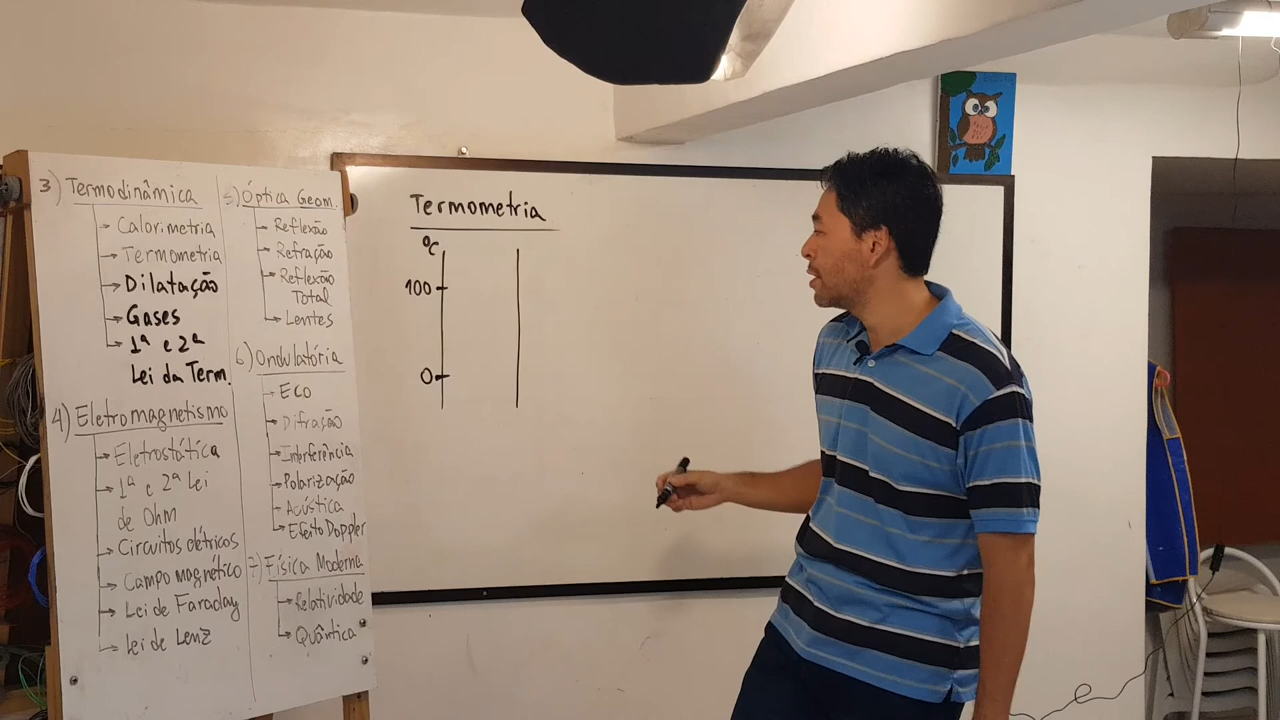 3) Termodinâmica
Calorimetria
Termometria
Dilatação
Gases
1ª e 2ª
Lei da Term.
4) Eletromagnetismo
Eletrostática
1ª e 2ª Lei
de Ohm
Circuitos elétricos
Campo magnético
Lei de Faraday
Lei de Lenz
5) Óptica Geom.
Reflexão
Refração
Reflexão
Total
Lentes
6) Ondulatória
Eco
Difração
Interferência
Polarização
Acústica
Efeito Doppler
7) Física Moderna
Relatividade
Quântica
Termometria
ºC
100
0